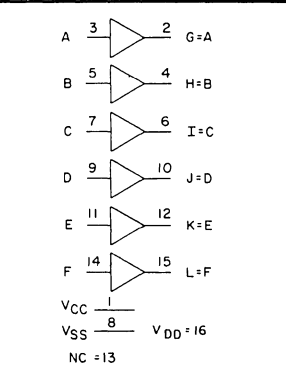 A 3 2 G=A
B 5 4 H=B
C 7 6 I=C
D 9 10 J=D
E 11 12 K=E
F 14 15 L=F
VCC 1
VSS 8 VDD=16
NC =13